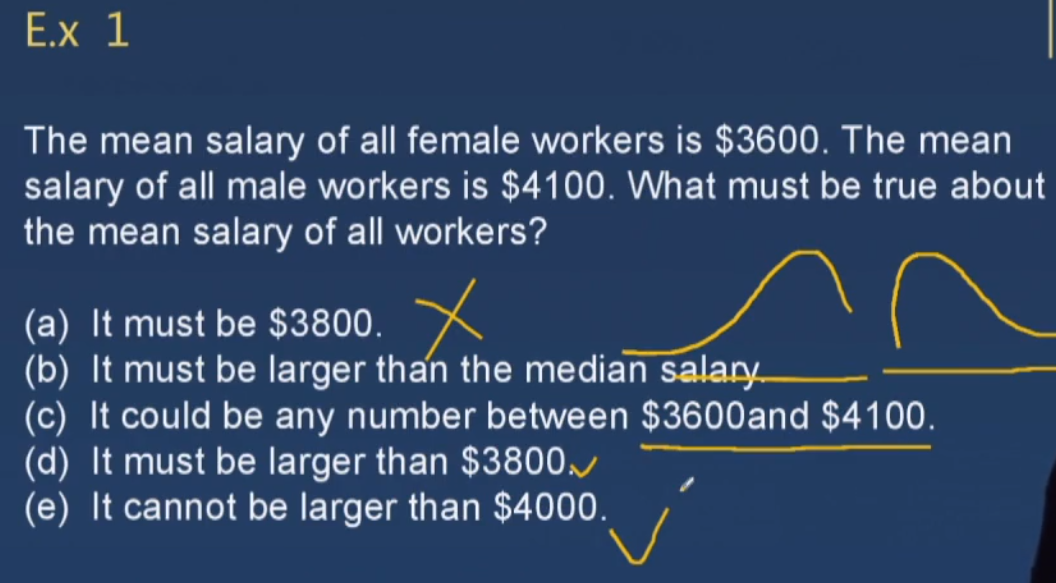 E.x 1
The mean salary of all female workers is $3600. The mean
salary of all male workers is $4100. What must be true about
the mean salary of all workers?
(a) It must be $3800.
(b) It must be larger than the median salary.
(c) It could be any number between $3600and $4100.
(d) It must be larger than $3800.
(e) It cannot be larger than $4000.